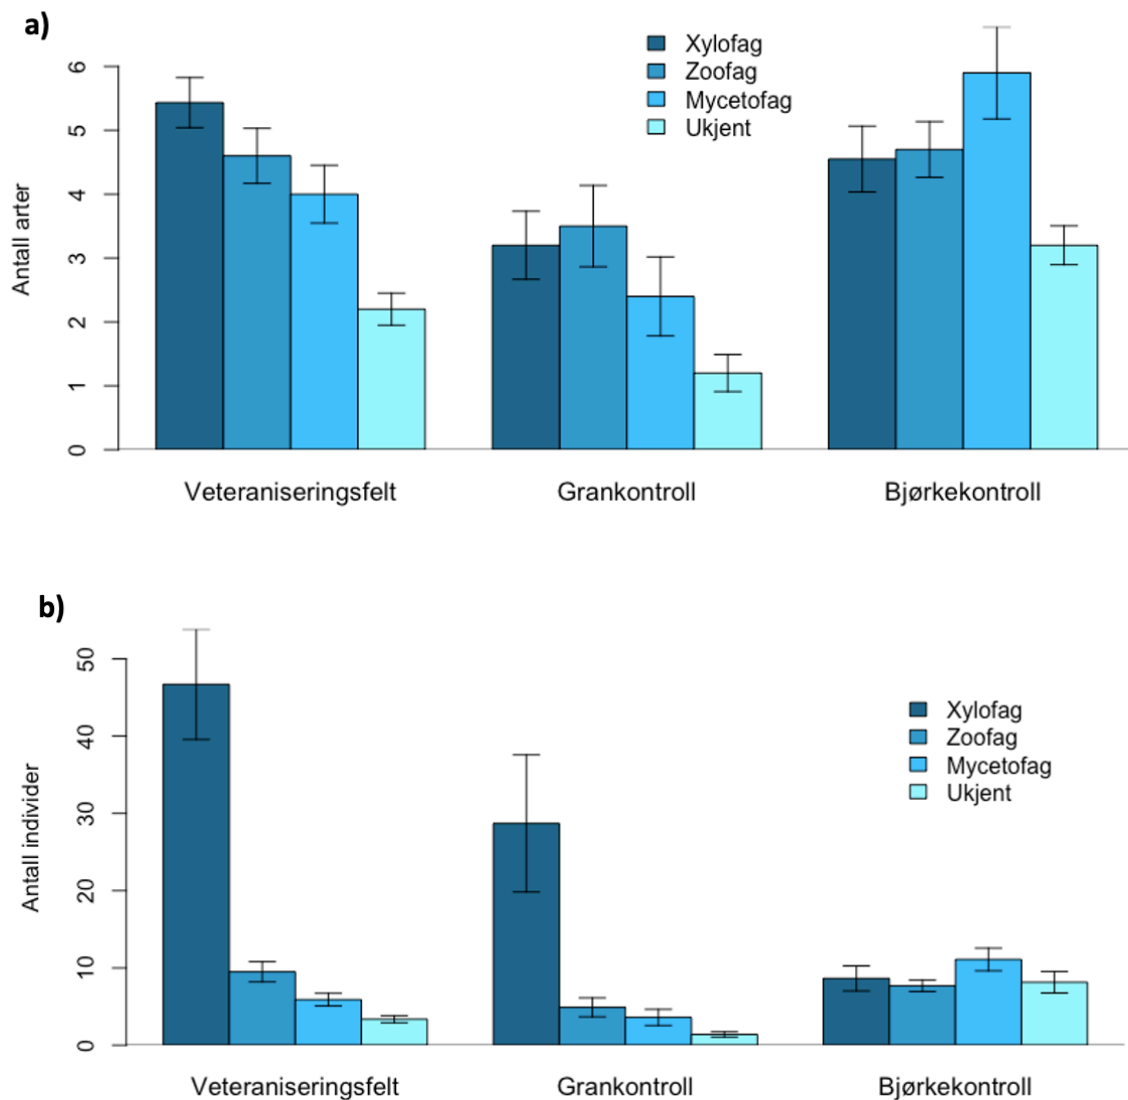 a)
Xylofag
Zoofag
Mycetofag
Ukjent
Antall arter
6
5
4
3
2
1
0
Veteraniseringsfelt Grankontroll Bjørkekontroll
b)
Xylofag
Zoofag
Mycetofag
Ukjent
Antall individer
50
40
30
20
10
0
Veteraniseringsfelt Grankontroll Bjørkekontroll